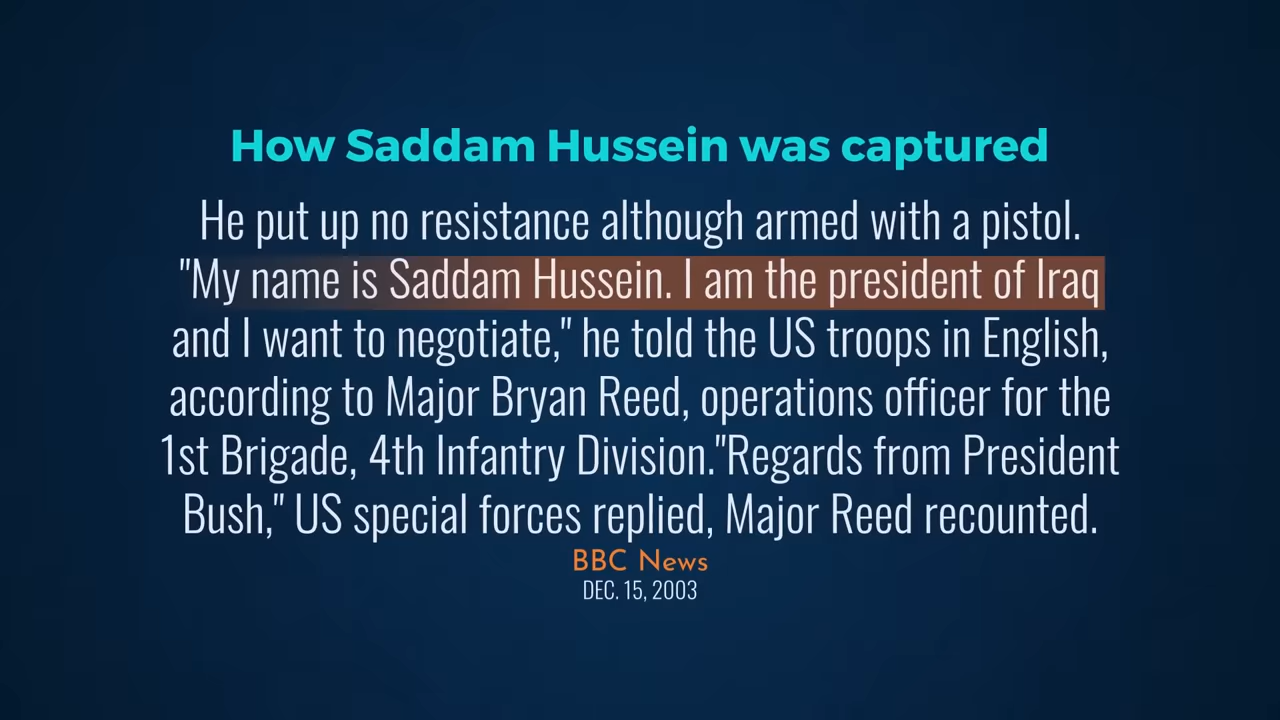 How Saddam Hussein was captured
He put up no resistance although armed with a pistol.
"My name is Saddam Hussein. I am the president of Iraq
and I want to negotiate," he told the US troops in English,
according to Major Bryan Reed, operations officer for the
1st Brigade, 4th Infantry Division."Regards from President
Bush," US special forces replied, Major Reed recounted.
BBC News
DEC. 15, 2003